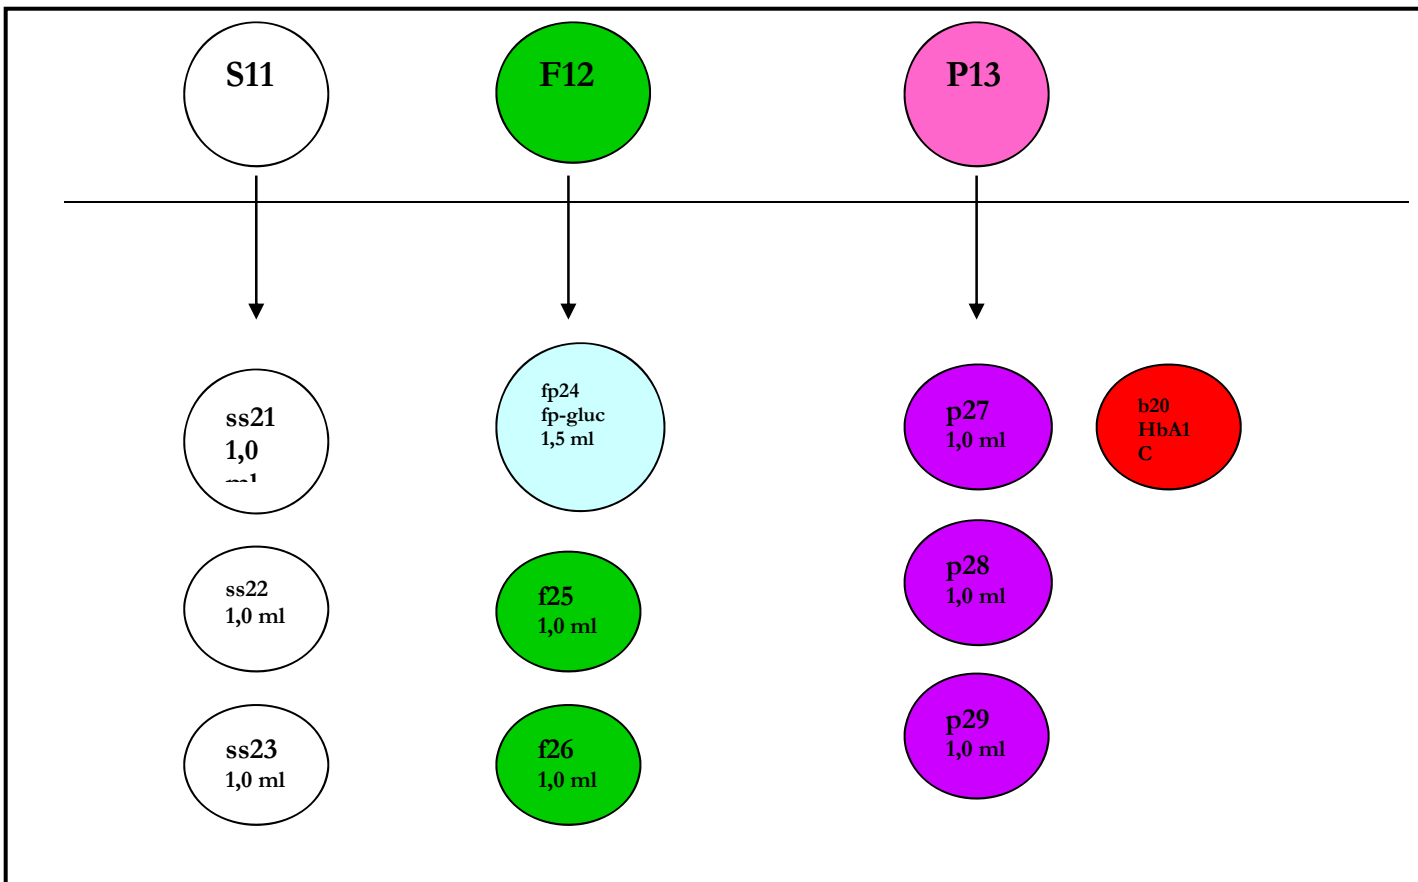 S11
F12
P13
ss21
1,0
fp24
fp-gluc
1,5 ml
p27
1,0 ml
b20
HbA1
C
ss22
1,0 ml
f25
1,0 ml
p28
1,0 ml
ss23
1,0 ml
f26
1,0 ml
p29
1,0 ml